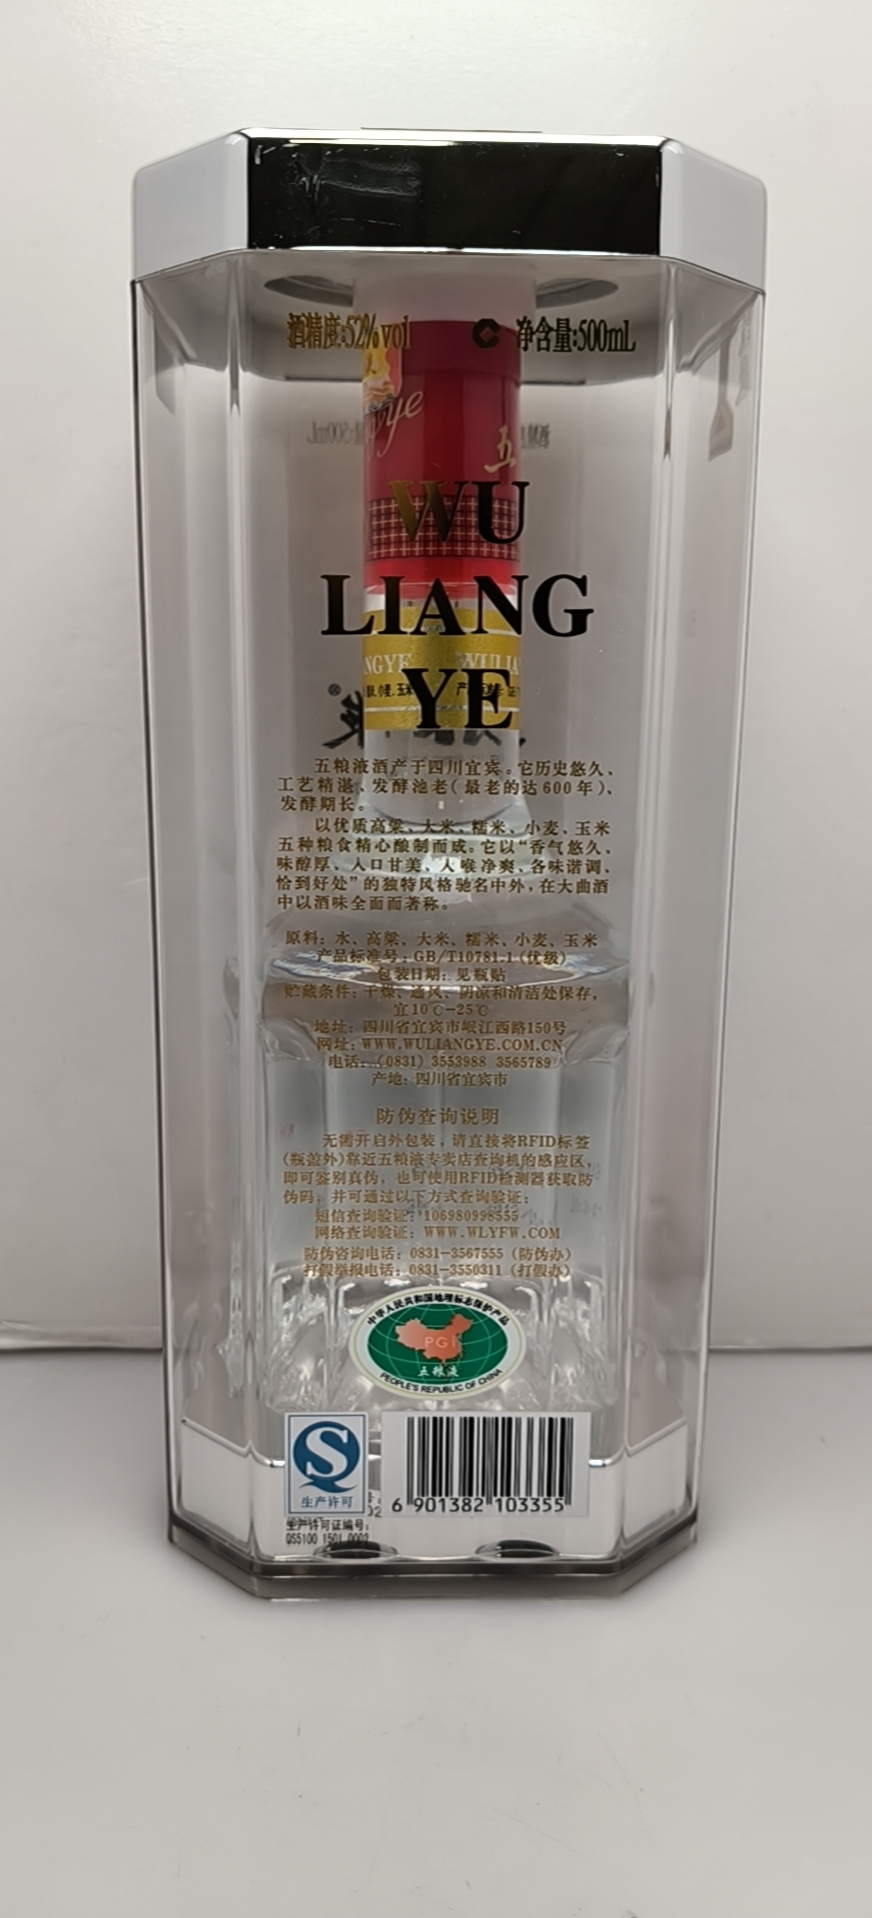 酒精度:52%vol 净含量:500mL
WU
LIANG
YE
五粮液酒产于四川宜宾。它历史悠久、
工艺精湛、发酵池老(最老的达600年)、
发酵期长。
以优质高粱、大米、糯米、小麦、玉米
五种粮食精心酿制而成。它以“香气悠久、
味醇厚、入口甘美、入喉净爽、各味谐调、
恰到好处”的独特风格驰名中外,在大曲酒
中以酒味全面而著称。
原料: 水、高粱、大米、糯米、小麦、玉米
产品标准号: GB/T10781.1 (优级)
包装日期: 见瓶贴
贮藏条件: 干燥、通风、阴凉和清洁处保存,
宜10℃-25℃
地址: 四川省宜宾市岷江西路150号
网址: WWW.WULIANGYE.COM.CN
电话: (0831) 3553988 3565789
产地: 四川省宜宾市
防伪查询说明
无需开启外包装,请直接将RFID标签
(瓶盖外)靠近五粮液专卖店查询机的感应区,
即可鉴别真伪,也可使用RFID检测器获取防
伪码; 并可通过以下方式查询验证:
短信查询验证: 106980998555
网络查询验证: WWW.WLYFW.COM
防伪咨询电话: 0831-3567555 (防伪办)
打假举报电话: 0831-3550311 (打假办)
中华人民共和国地理标志保护产品
PGI
五粮液
PEOPLE'S REPUBLIC OF CHINA
生产许可
6 901382 103355
生产许可证编号:
QS5100 1501 0002